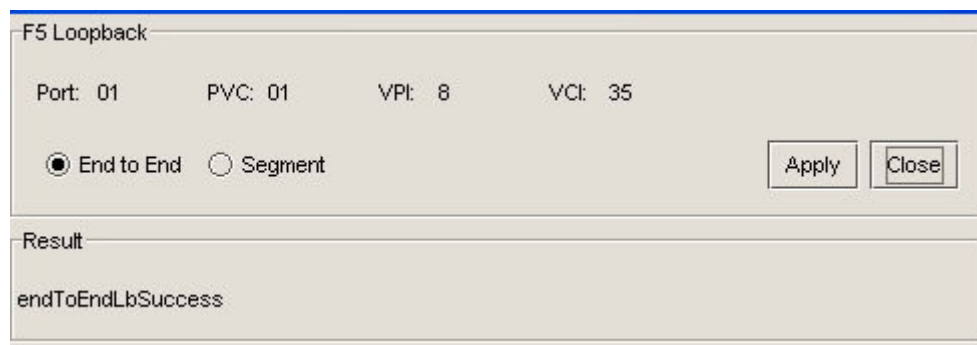 F5 Loopback
Port: 01 PVC: 01 VPI: 8 VCI: 35
End to End Segment Apply Close
Result
endToEndLbSuccess